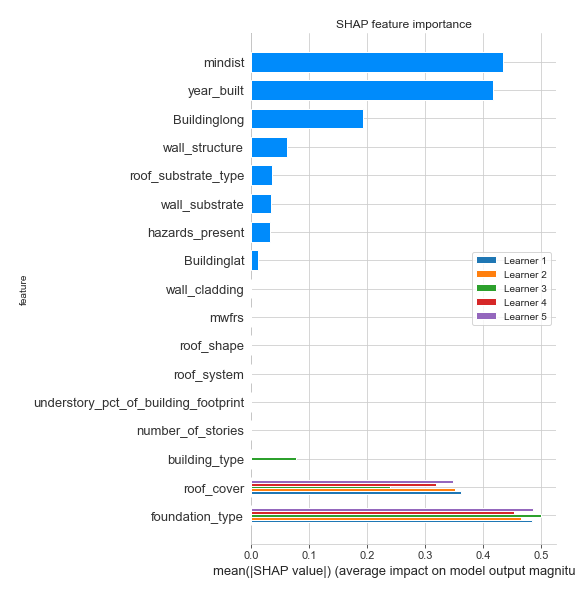 SHAP feature importance
mindist
year_built
Buildinglong
wall_structure
roof_substrate_type
wall_substrate
hazards_present
Buildinglat
wall_cladding
mwfrs
roof_shape
roof_system
understory_pct_of_building_footprint
number_of_stories
building_type
roof_cover
foundation_type
feature
Learner 1
Learner 2
Learner 3
Learner 4
Learner 5
0.0 0.1 0.2 0.3 0.4 0.5
mean(|SHAP value|) (average impact on model output magnitu